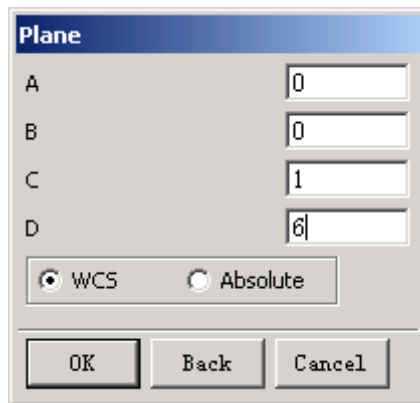 Plane
A 0
B 0
C 1
D 6
WCS Absolute
OK Back Cancel